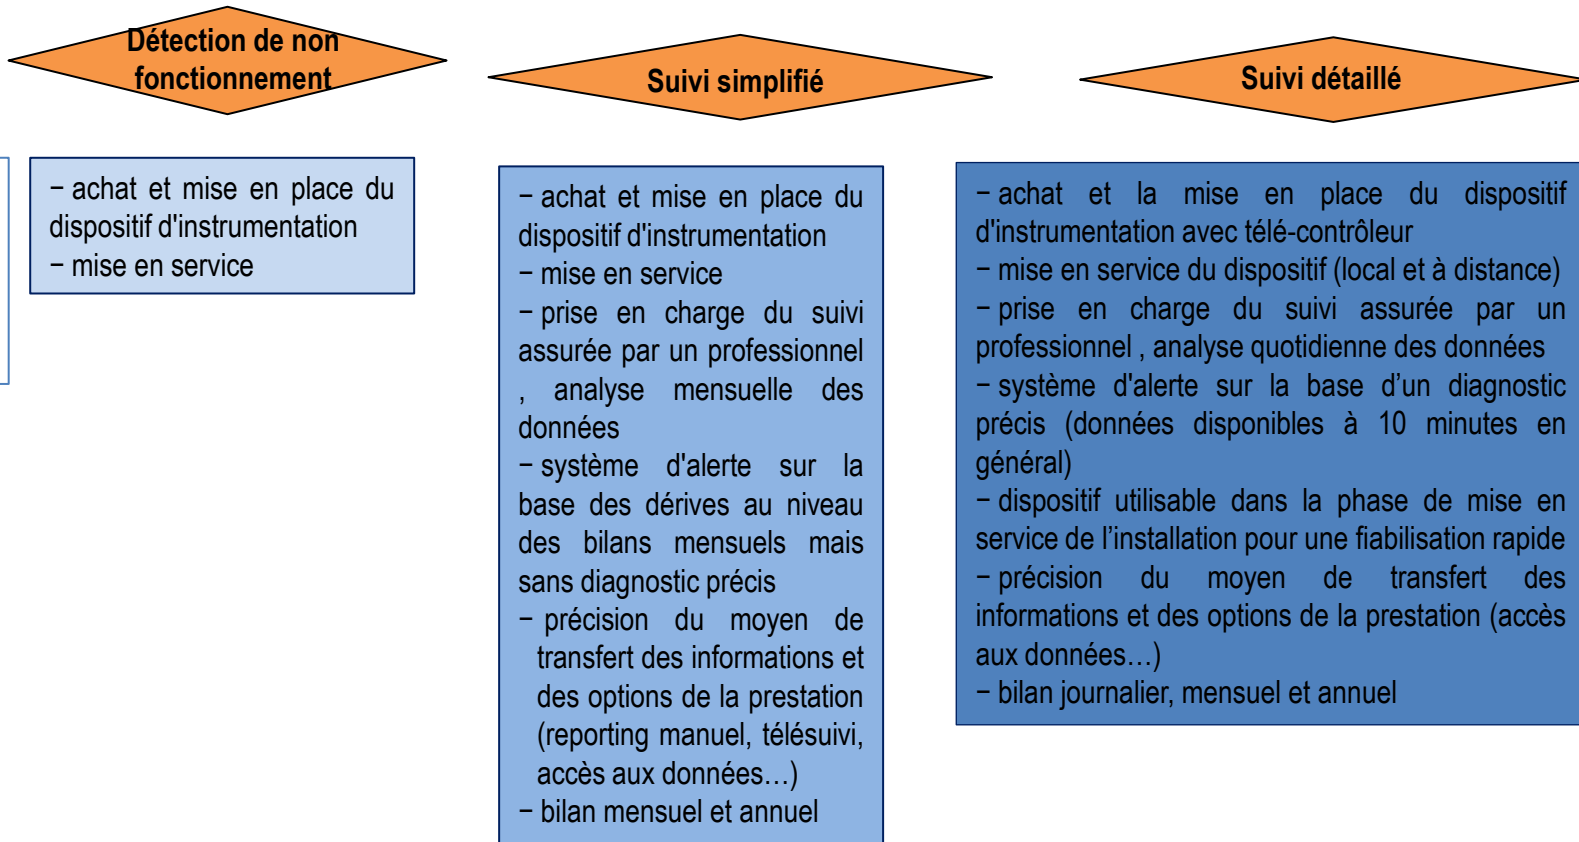 Détection de non
fonctionnement
Suivi simplifié
Suivi détaillé
− achat et mise en place du
dispositif d'instrumentation
− mise en service
− achat et mise en place du
dispositif d'instrumentation
− mise en service
− prise en charge du suivi
assurée par un professionnel
, analyse mensuelle des
données
− système d'alerte sur la
base des dérives au niveau
des bilans mensuels mais
sans diagnostic précis
− précision du moyen de
transfert des informations et
des options de la prestation
(reporting manuel, télésuivi,
accès aux données…)
− bilan mensuel et annuel
− achat et la mise en place du dispositif
d'instrumentation avec télé-contrôleur
− mise en service du dispositif (local et à distance)
− prise en charge du suivi assurée par un
professionnel , analyse quotidienne des données
− système d'alerte sur la base d’un diagnostic
précis (données disponibles à 10 minutes en
général)
− dispositif utilisable dans la phase de mise en
service de l’installation pour une fiabilisation rapide
− précision du moyen de transfert des
informations et des options de la prestation (accès
aux données…)
− bilan journalier, mensuel et annuel